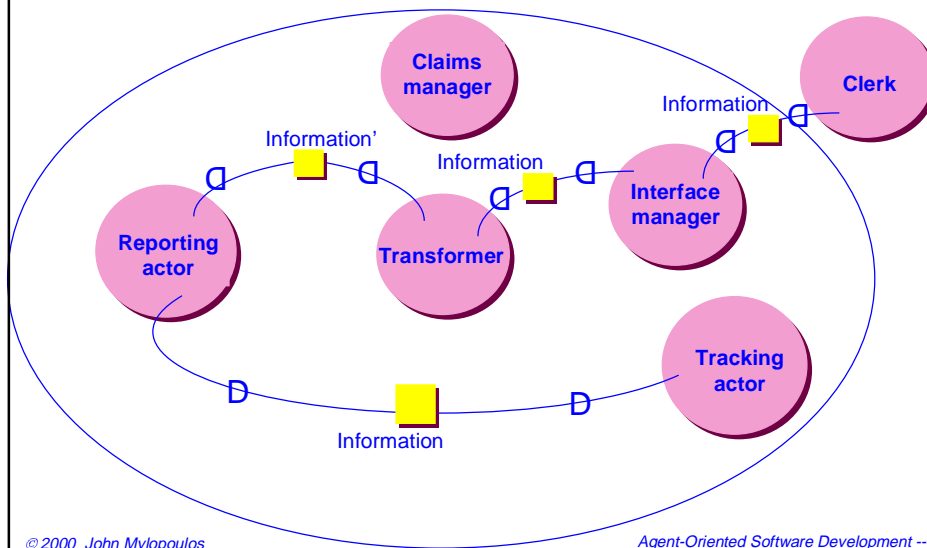 Claims
manager
Clerk
Information
Information’
Information
Interface
manager
Reporting
actor
Transformer
D
D
D
D
D
D
Tracking
actor
D
D
Information
© 2000 John Mylopoulos
Agent-Oriented Software Development --